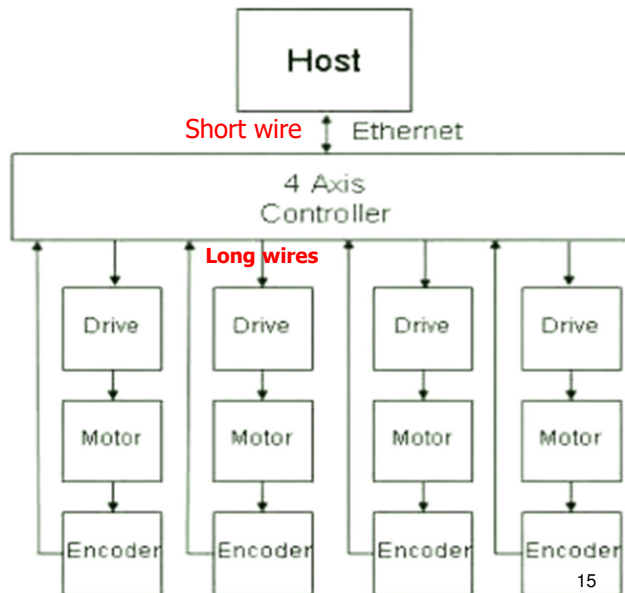 Host
Short wire
Ethernet
4 Axis
Controller
Long wires
Drive
Drive
Drive
Drive
Motor
Motor
Motor
Motor
Encoder
Encoder
Encoder
Encoder
15